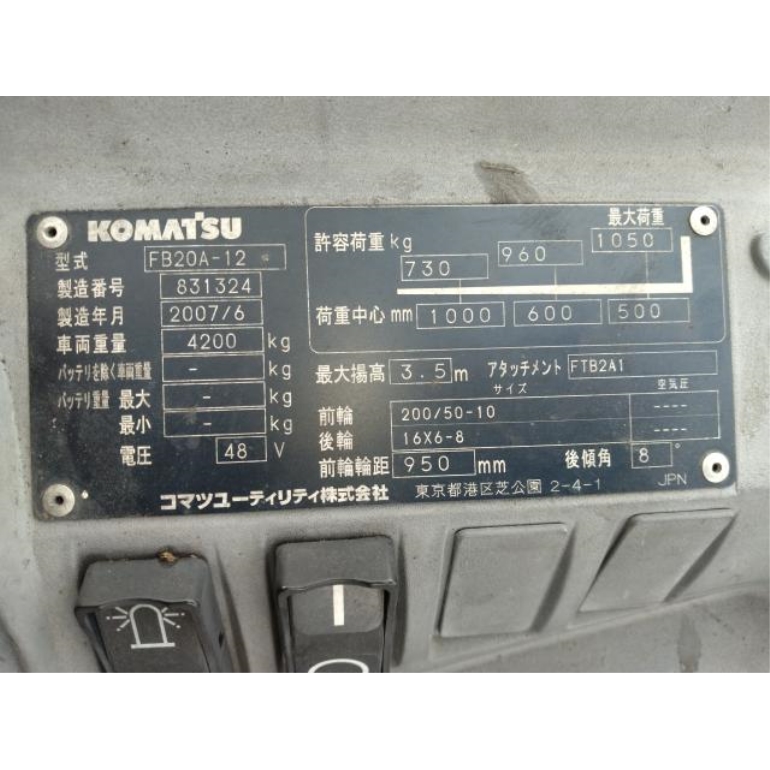 KOMATSU
型式 FB20A-12
製造番号 831324
製造年月 2007/6
車両重量 4200 kg
バッテリを除く車両重量 - kg
バッテリ重量 最大 - kg
最小 - kg
電圧 48 V
最大荷重
許容荷重 kg 730 960 1050
荷重中心 mm 1000 600 500
最大揚高 3.5 m アタッチメント FTB2A1
サイズ 空気圧
前輪 200/50-10 ----
後輪 16X6-8 ----
前輪輪距 950 mm 後傾角 8 °
コマツユーティリティ株式会社 東京都港区芝公園 2-4-1 JPN